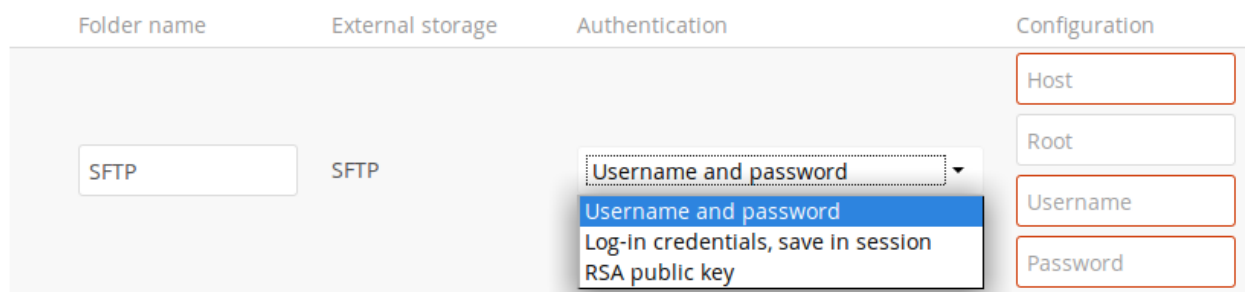 Folder name External storage Authentication Configuration
Host
Root
SFTP SFTP Username and password
Username and password
Username
Log-in credentials, save in session
RSA public key
Password